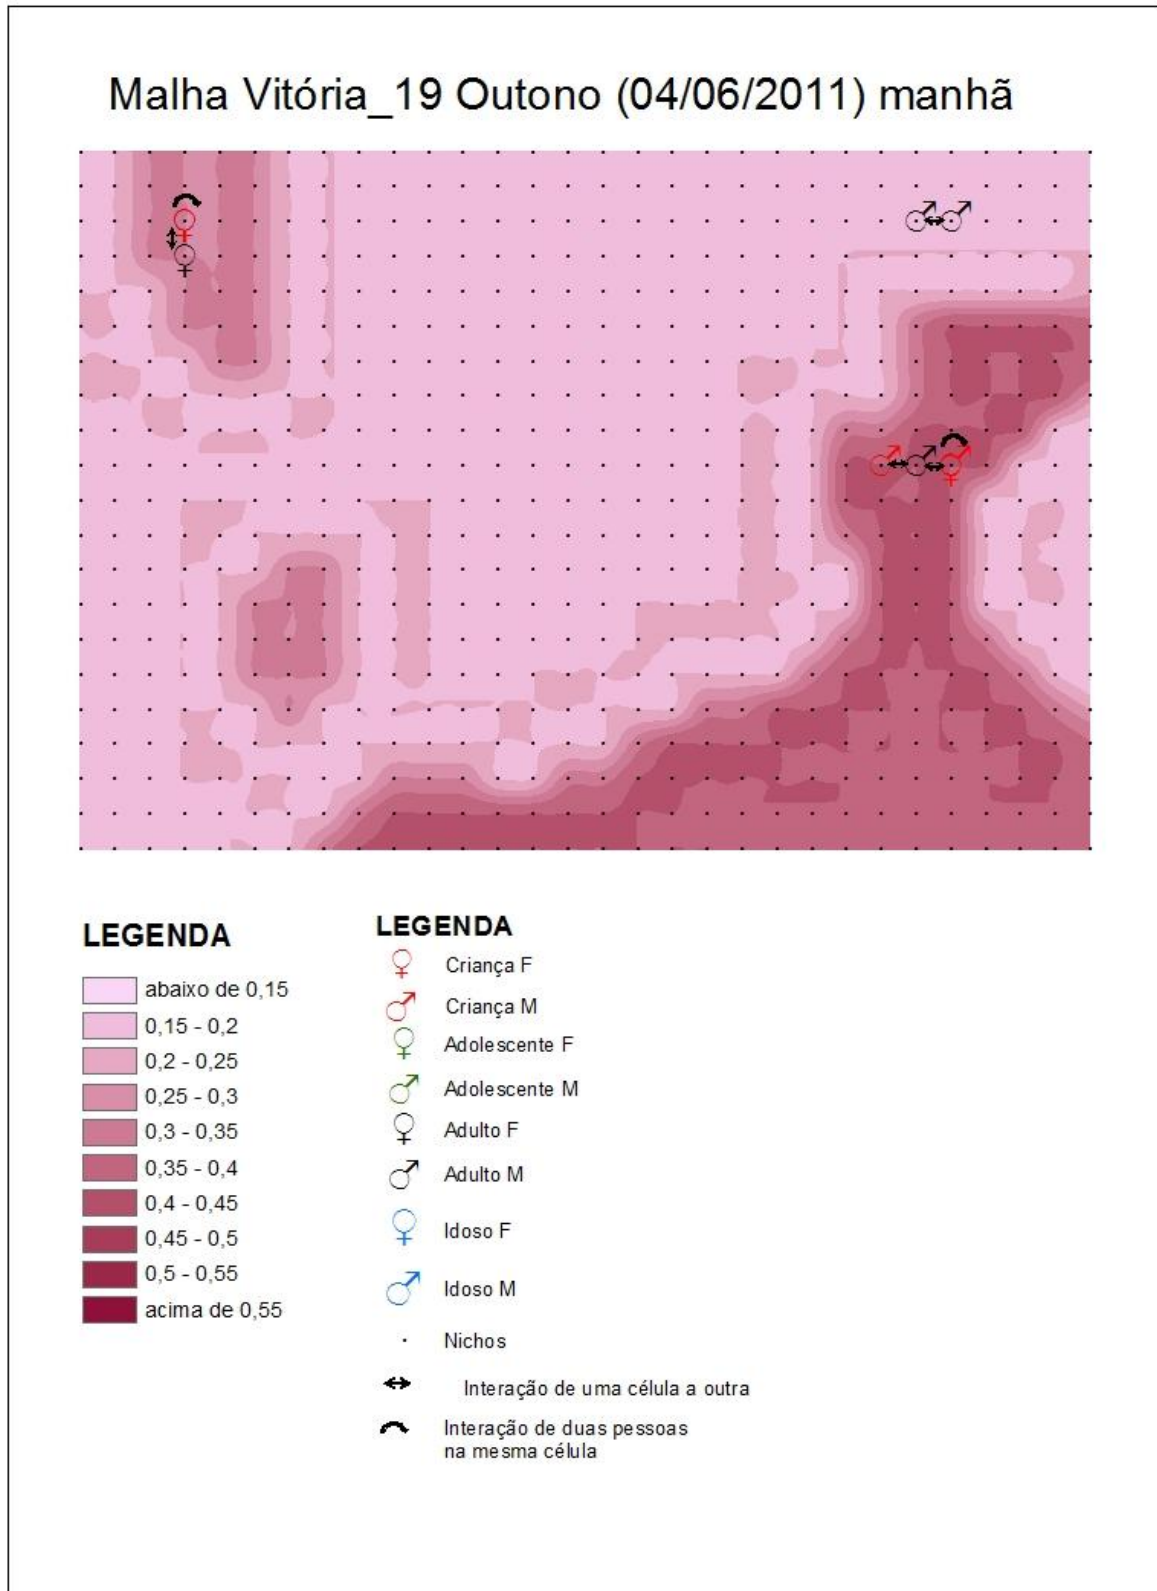 Malha Vitória_19 Outono (04/06/2011) manhã
LEGENDA
abaixo de 0,15
0,15 - 0,2
0,2 - 0,25
0,25 - 0,3
0,3 - 0,35
0,35 - 0,4
0,4 - 0,45
0,45 - 0,5
0,5 - 0,55
acima de 0,55
LEGENDA
Criança F
Criança M
Adolescente F
Adolescente M
Adulto F
Adulto M
Idoso F
Idoso M
Nichos
Interação de uma célula a outra
Interação de duas pessoas
na mesma célula